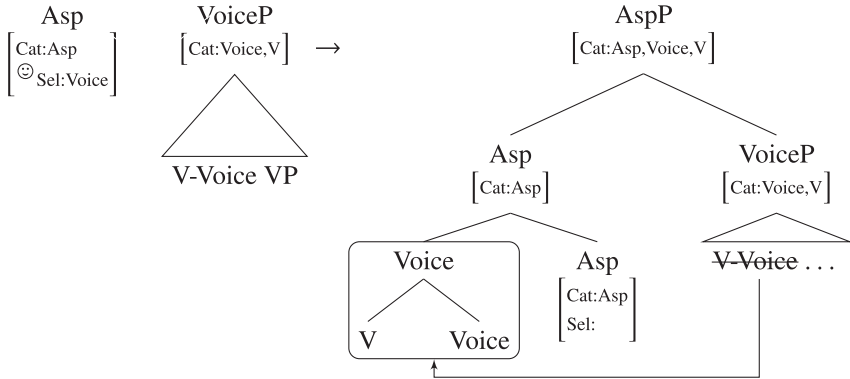 Asp VoiceP → AspP
[Cat:Asp ☺Sel:Voice] [Cat:Voice,V] [Cat:Asp,Voice,V]
V-Voice VP
Asp VoiceP
[Cat:Asp] [Cat:Voice,V]
Voice Asp V-Voice . . .
[Cat:Asp
Sel: ]
V Voice